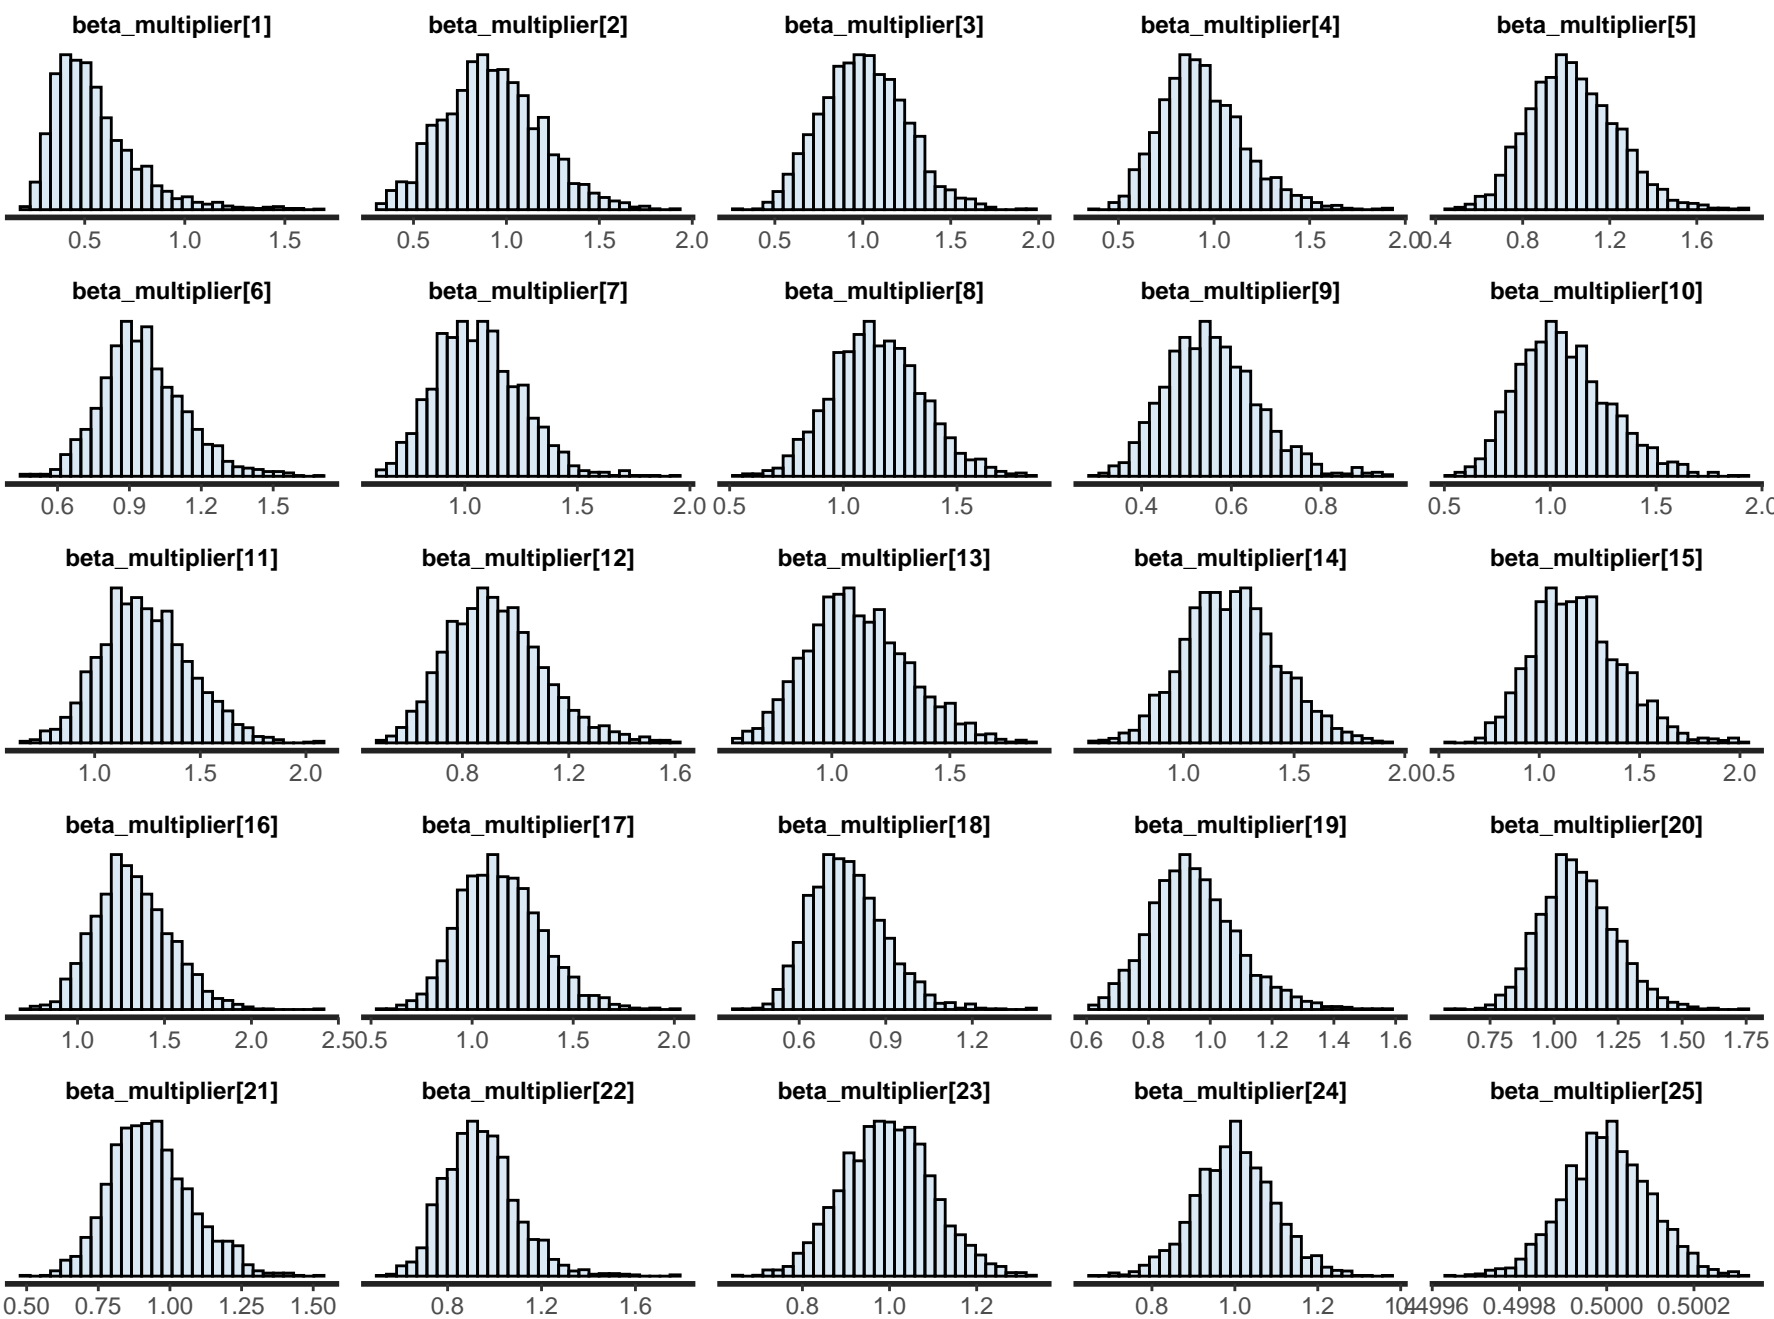 beta_multiplier[1] beta_multiplier[2] beta_multiplier[3] beta_multiplier[4] beta_multiplier[5]
0.5 1.0 1.5 0.5 1.0 1.5 2.0 0.5 1.0 1.5 2.0 0.5 1.0 1.5 2.0 0.4 0.8 1.2 1.6
beta_multiplier[6] beta_multiplier[7] beta_multiplier[8] beta_multiplier[9] beta_multiplier[10]
0.6 0.9 1.2 1.5 1.0 1.5 2.0 0.5 1.0 1.5 0.4 0.6 0.8 0.5 1.0 1.5 2.0
beta_multiplier[11] beta_multiplier[12] beta_multiplier[13] beta_multiplier[14] beta_multiplier[15]
1.0 1.5 2.0 0.8 1.2 1.6 1.0 1.5 1.0 1.5 2.0 0.5 1.0 1.5 2.0
beta_multiplier[16] beta_multiplier[17] beta_multiplier[18] beta_multiplier[19] beta_multiplier[20]
1.0 1.5 2.0 2.5 0.5 1.0 1.5 2.0 0.6 0.9 1.2 0.6 0.8 1.0 1.2 1.4 1.6 0.75 1.00 1.25 1.50 1.75
beta_multiplier[21] beta_multiplier[22] beta_multiplier[23] beta_multiplier[24] beta_multiplier[25]
0.50 0.75 1.00 1.25 1.50 0.8 1.2 1.6 0.8 1.0 1.2 0.8 1.0 1.2 0.4998 0.5000 0.5002